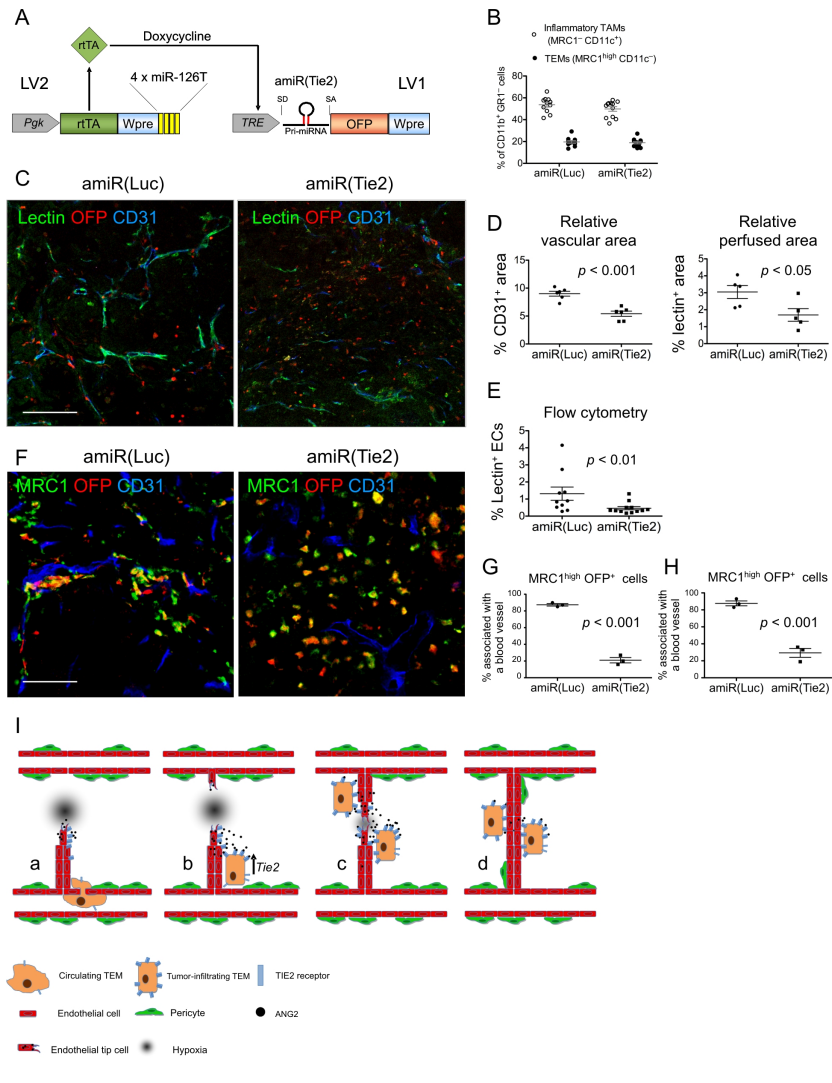 A
rtTA
Doxycycline
4 x miR-126T
amiR(Tie2)
LV2
LV1
SD
SA
Pgk
rtTA
Wpre
TRE
Pri-miRNA
OFP
Wpre
B
Inflammatory TAMs
(MRC1⁻ CD11c⁺)
TEMs (MRC1ʰⁱᵍʰ CD11c⁻)
% of CD11b⁺ GR1⁻ cells
80
60
40
20
0
amiR(Luc)
amiR(Tie2)
C
amiR(Luc)
amiR(Tie2)
Lectin OFP CD31
Lectin OFP CD31
D
Relative
vascular area
% CD31⁺ area
15
10
5
0
p < 0.001
amiR(Luc)
amiR(Tie2)
Relative
perfused area
% lectin⁺ area
5
4
3
2
1
0
p < 0.05
amiR(Luc)
amiR(Tie2)
E
Flow cytometry
% Lectin⁺ ECs
5
4
3
2
1
0
p < 0.01
amiR(Luc)
amiR(Tie2)
F
amiR(Luc)
amiR(Tie2)
MRC1 OFP CD31
MRC1 OFP CD31
G
MRC1ʰⁱᵍʰ OFP⁺ cells
% associated with
a blood vessel
100
80
60
40
20
0
p < 0.001
amiR(Luc)
amiR(Tie2)
H
MRC1ʰⁱᵍʰ OFP⁺ cells
% associated with
a blood vessel
100
80
60
40
20
0
p < 0.001
amiR(Luc)
amiR(Tie2)
I
a
b
Tie2
c
d
Circulating TEM
Tumor-infiltrating TEM
TIE2 receptor
Endothelial cell
Pericyte
ANG2
Endothelial tip cell
Hypoxia